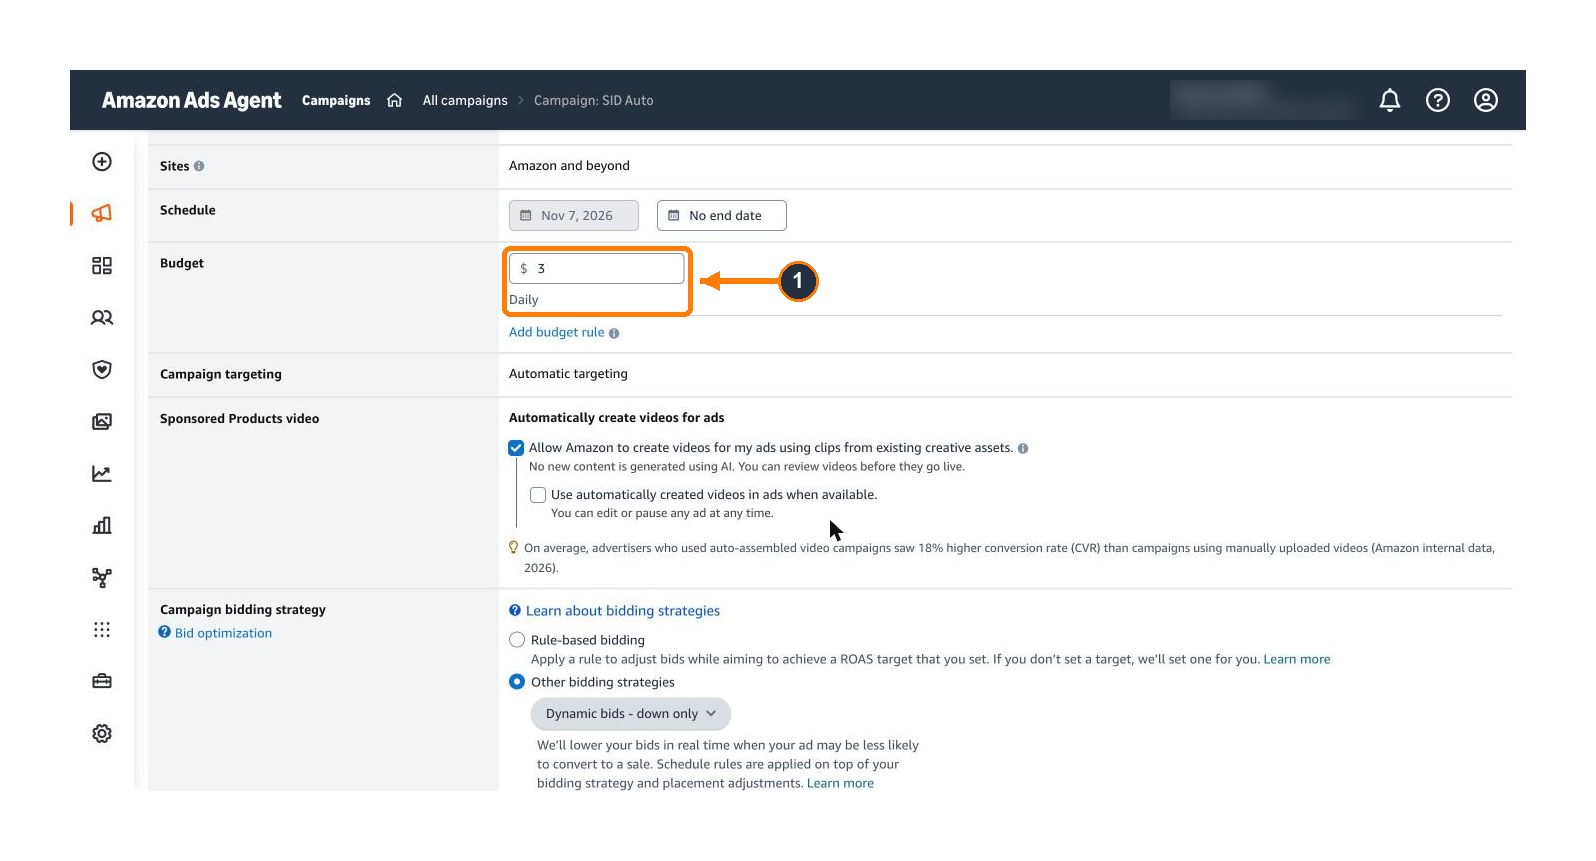 Amazon Ads Agent Campaigns All campaigns > Campaign: SID Auto
Sites
Amazon and beyond
Schedule
Nov 7, 2026
No end date
Budget
$ 3
Daily
1
Add budget rule
Campaign targeting
Automatic targeting
Sponsored Products video
Automatically create videos for ads
Allow Amazon to create videos for my ads using clips from existing creative assets.
No new content is generated using AI. You can review videos before they go live.
Use automatically created videos in ads when available.
You can edit or pause any ad at any time.
On average, advertisers who used auto-assembled video campaigns saw 18% higher conversion rate (CVR) than campaigns using manually uploaded videos (Amazon internal data,
2026).
Campaign bidding strategy
Bid optimization
Learn about bidding strategies
Rule-based bidding
Apply a rule to adjust bids while aiming to achieve a ROAS target that you set. If you don't set a target, we'll set one for you. Learn more
Other bidding strategies
Dynamic bids - down only
We'll lower your bids in real time when your ad may be less likely
to convert to a sale. Schedule rules are applied on top of your
bidding strategy and placement adjustments. Learn more